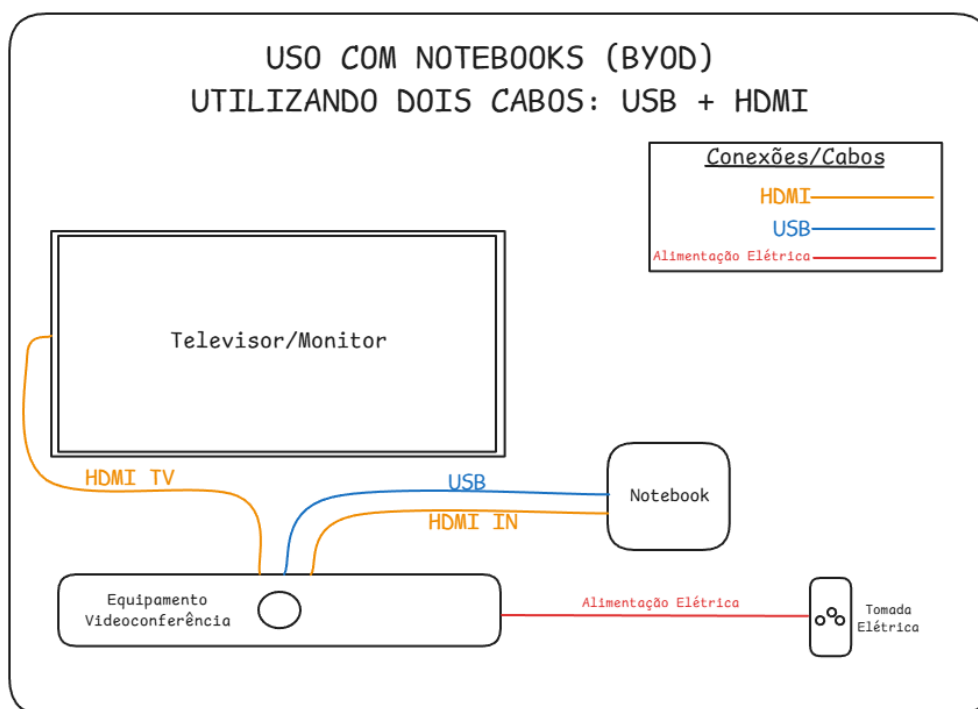 USO COM NOTEBOOKS (BYOD)
UTILIZANDO DOIS CABOS: USB + HDMI
Conexões/Cabos
HDMI
USB
Alimentação Elétrica
Televisor/Monitor
HDMI TV
USB
HDMI IN
Notebook
Equipamento
Videoconferência
Alimentação Elétrica
Tomada
Elétrica